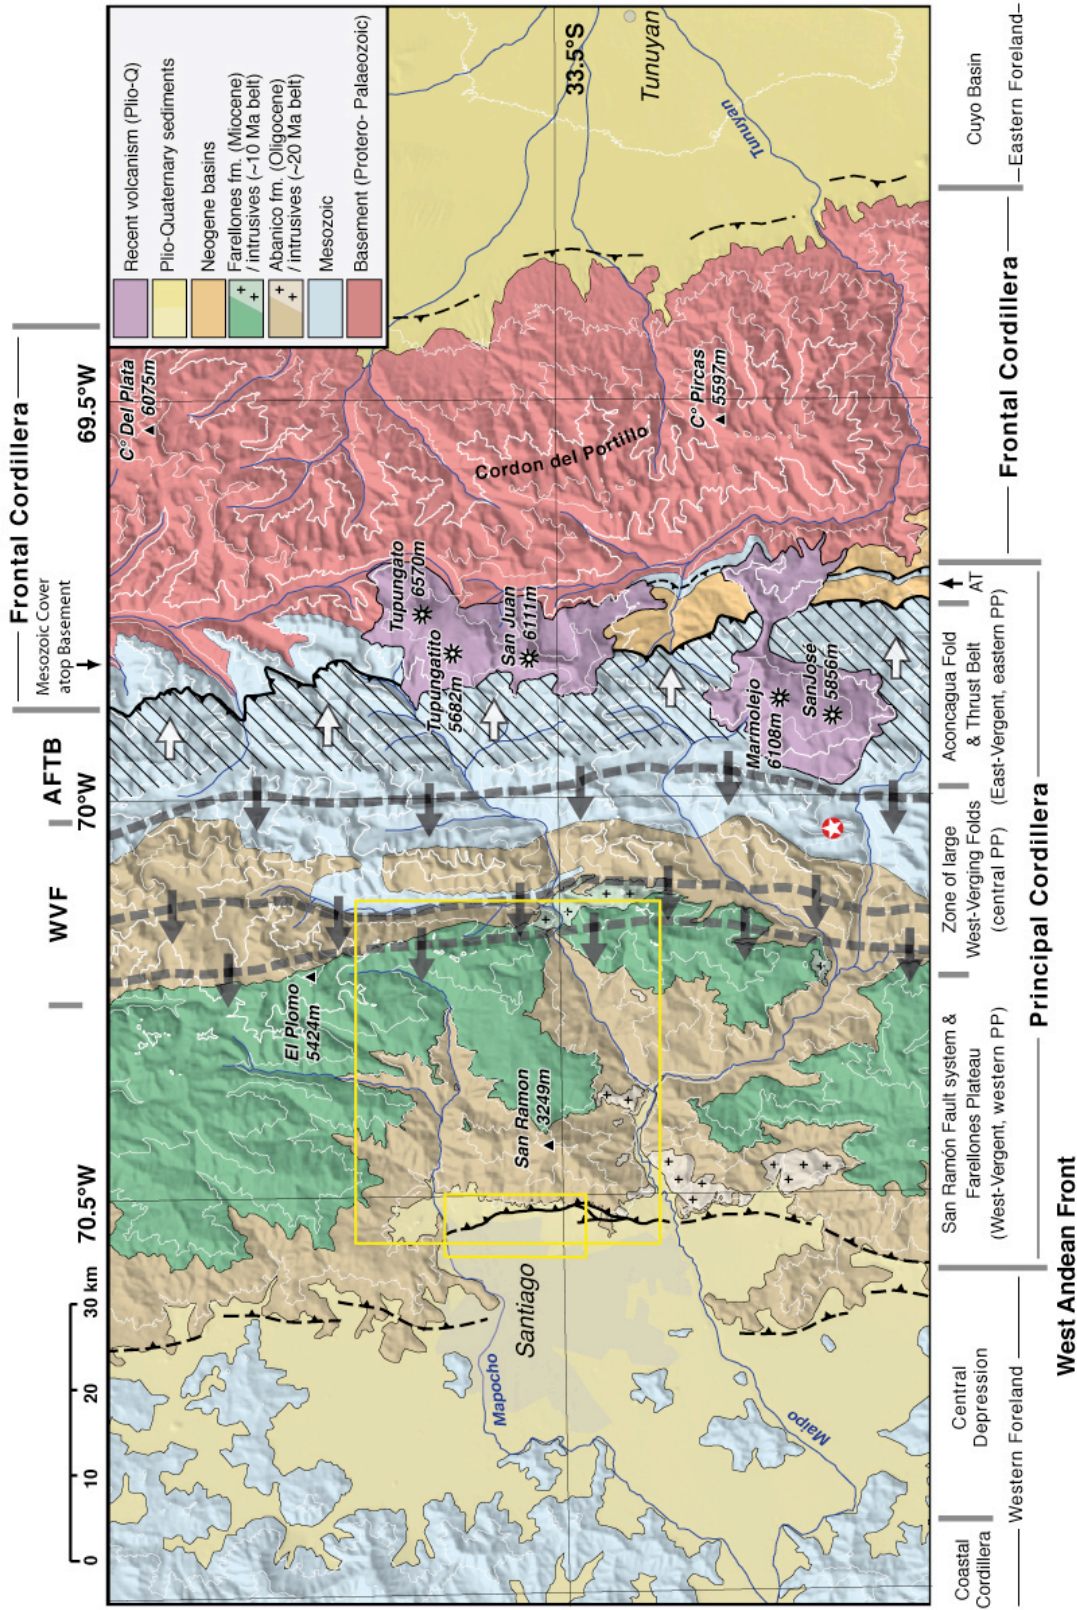 Frontal Cordillera
Mesozoic Cover
atop Basement
AFTB
WVF
69.5°W
70°W
70.5°W
0
10
20
30 km
Recent volcanism (Plio-Q)
Plio-Quaternary sediments
Neogene basins
Farellones fm. (Miocene)
/ intrusives (~10 Ma belt)
Abanico fm. (Oligocene)
/ intrusives (~20 Ma belt)
Mesozoic
Basement (Protero- Palaeozoic)
33.5°S
Tunuyan
Tunuyan
C° Del Plata
6075m
Cordon del Portillo
C° Pircas
5597m
Tupungato
6570m
Tupungatito
5682m
San Juan
6111m
Marmolejo
6108m
SanJosé
5856m
El Plomo
5424m
San Ramon
3249m
Santiago
Mapocho
Maipo
Coastal
Cordillera
Central
Depression
Western Foreland
San Ramón Fault system &
Farellones Plateau
(West-Vergent, western PP)
Zone of large
West-Verging Folds
(central PP)
Aconcagua Fold
& Thrust Belt
(East-Vergent, eastern PP)
AT
Principal Cordillera
Frontal Cordillera
Cuyo Basin
Eastern Foreland
West Andean Front